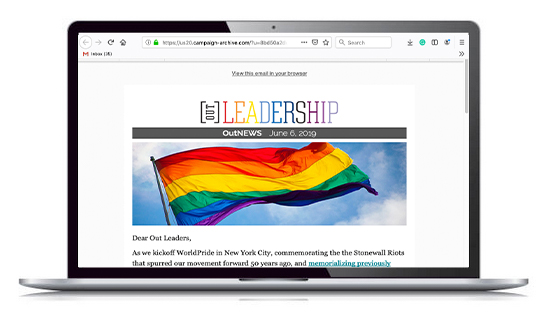 https://us20.campaign-archive.com/?u=8bd50a2
Search
Inbox (36)
View this email in your browser
[OUT] LEADERSHIP
OutNEWS June 6, 2019
Dear Out Leaders,
As we kickoff WorldPride in New York City, commemorating the the Stonewall Riots
that spurred our movement forward 50 years ago, and memorializing previously